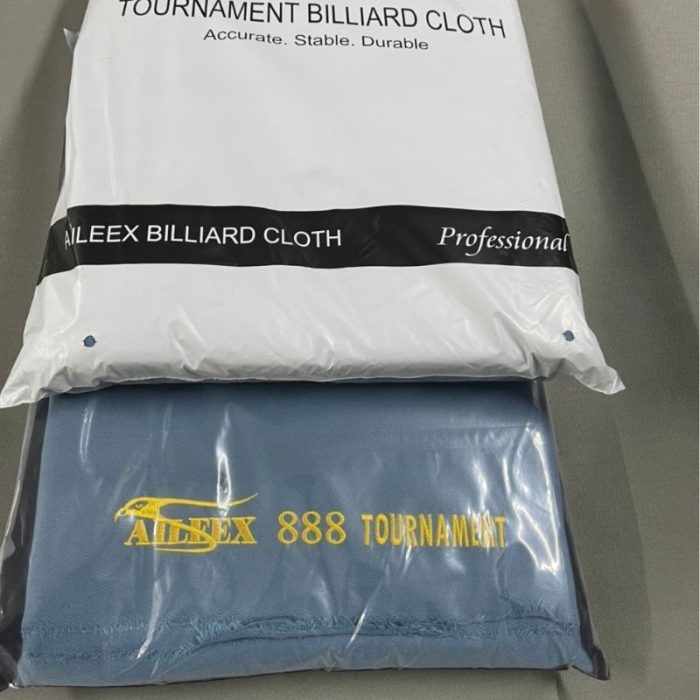 TOURNAMENT BILLIARD CLOTH
Accurate. Stable. Durable
AILEEX BILLIARD CLOTH Professional
AILEEX 888 TOURNAMENT